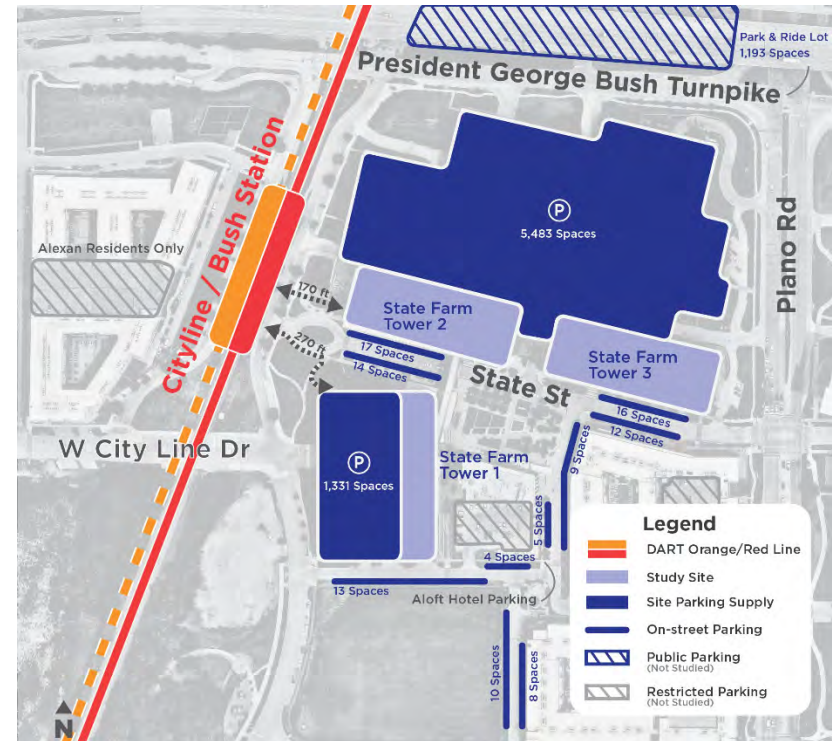 Park & Ride Lot
1,193 Spaces
President George Bush Turnpike
Plano Rd
P
5,483 Spaces
Cityline / Bush Station
Alexan Residents Only
170 ft
270 ft
State Farm
Tower 2
17 Spaces
14 Spaces
State St
State Farm
Tower 3
16 Spaces
12 Spaces
9 Spaces
W City Line Dr
P
1,331 Spaces
State Farm
Tower 1
5 Spaces
4 Spaces
13 Spaces
Aloft Hotel Parking
10 Spaces
8 Spaces
N
Legend
DART Orange/Red Line
Study Site
Site Parking Supply
On-street Parking
Public Parking
(Not Studied)
Restricted Parking
(Not Studied)